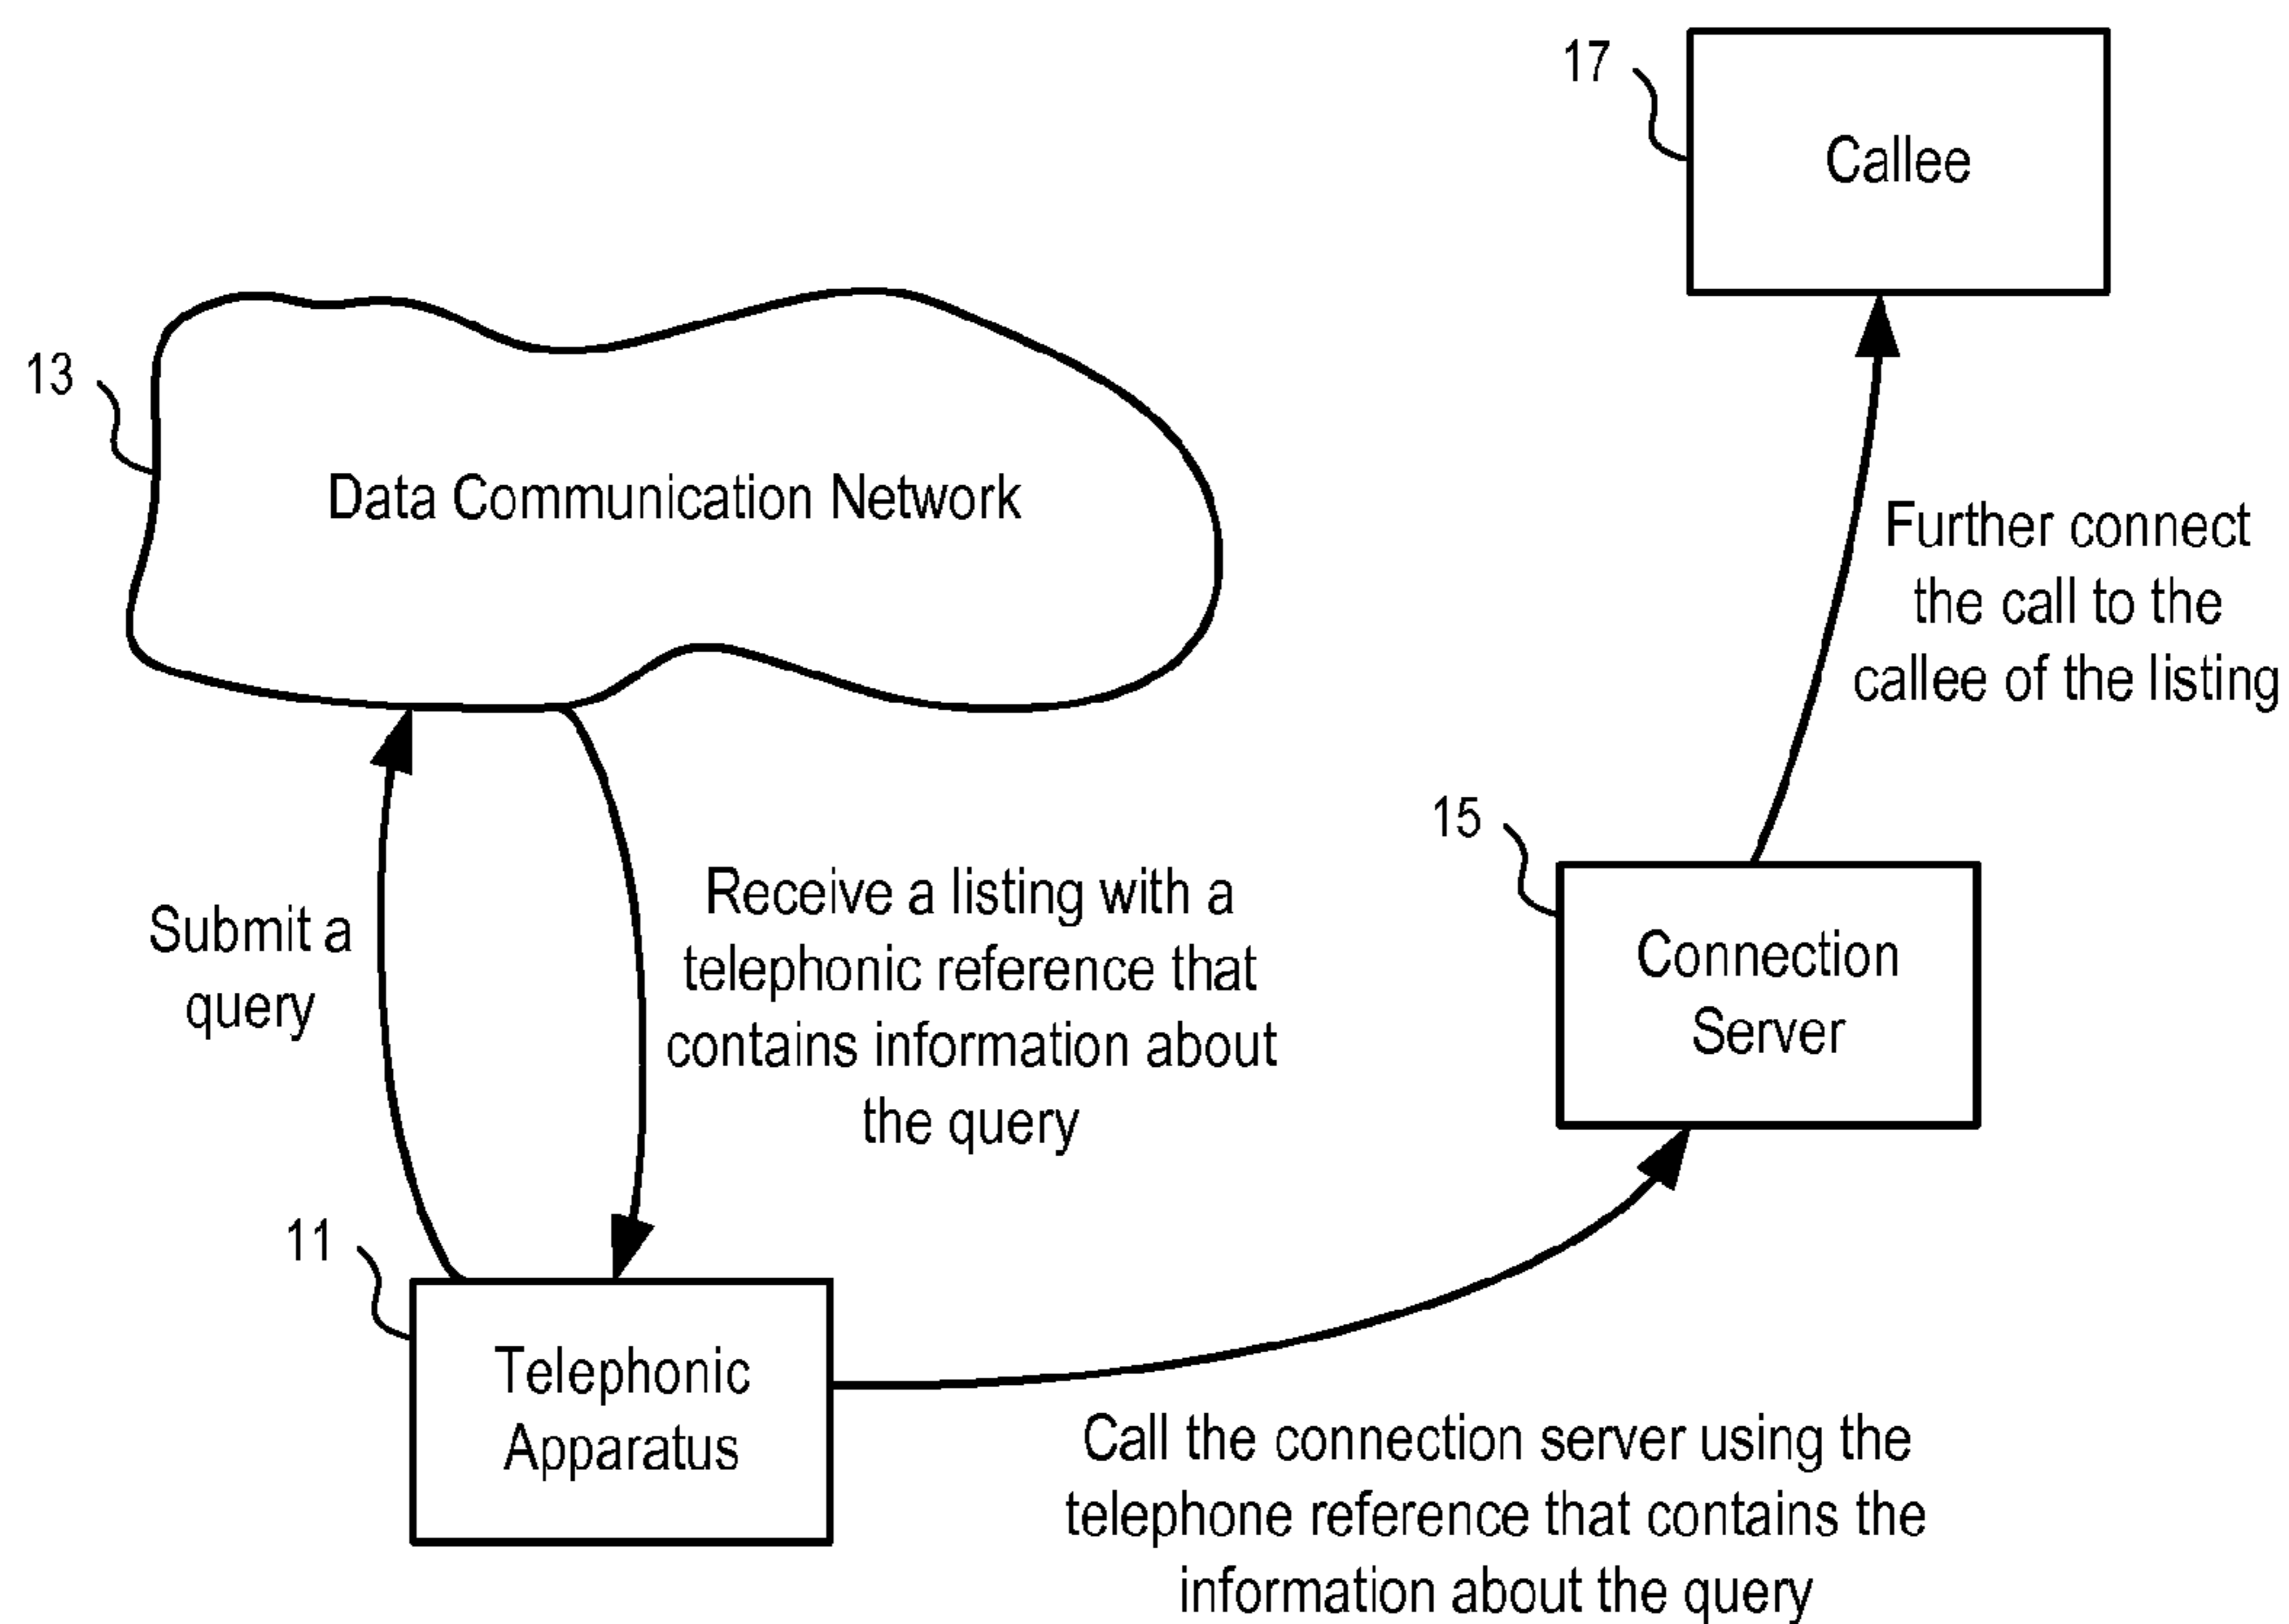 17
Callee
13
Data Communication Network
Further connect
the call to the
callee of the listing
15
Connection
Server
Submit a
query
Receive a listing with a
telephonic reference that
contains information about
the query
11
Telephonic
Apparatus
Call the connection server using the
telephone reference that contains the
information about the query